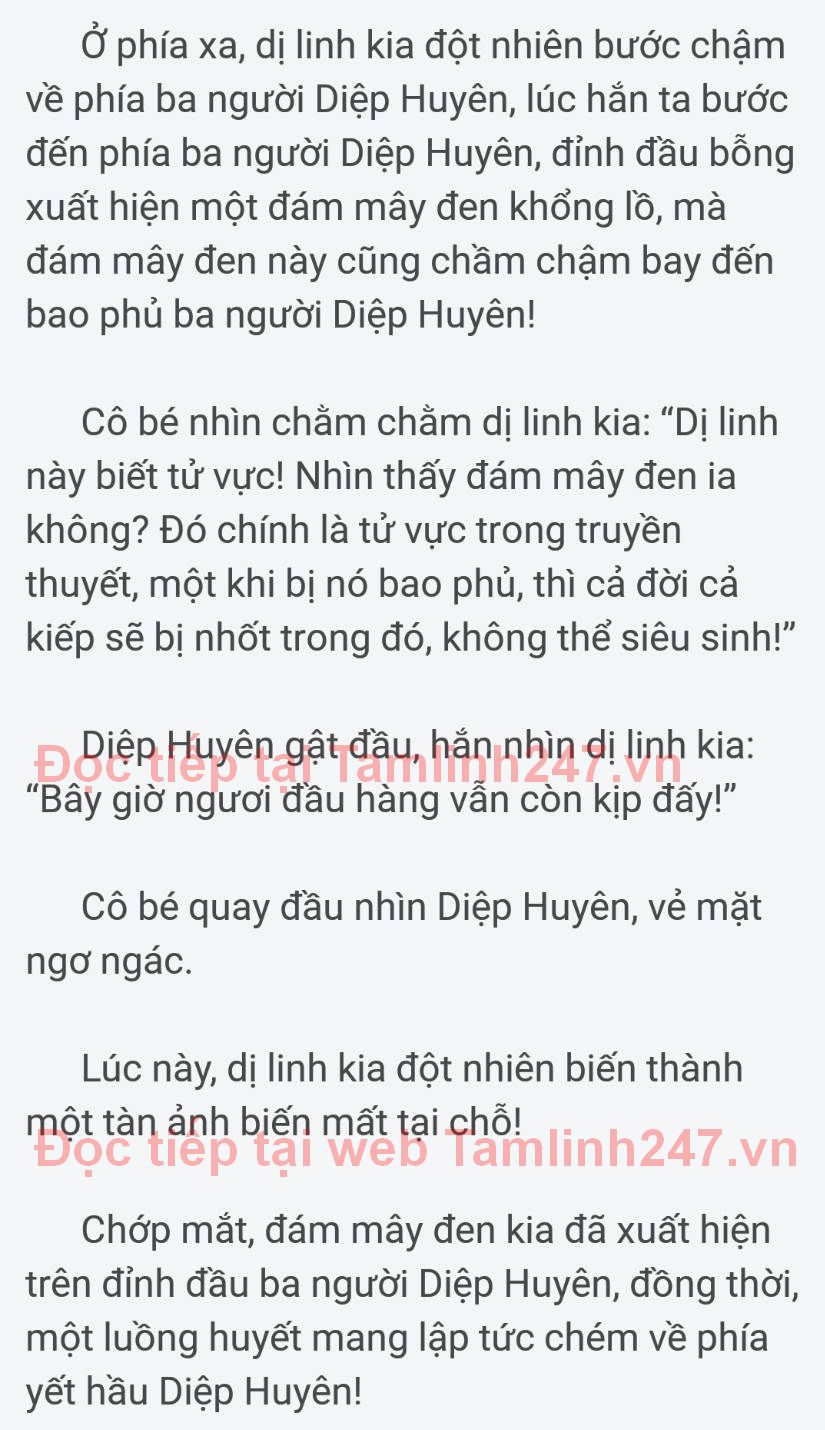 Ở phía xa, dị linh kia đột nhiên bước chậm
về phía ba người Diệp Huyên, lúc hắn ta bước
đến phía ba người Diệp Huyên, đỉnh đầu bỗng
xuất hiện một đám mây đen khổng lồ, mà
đám mây đen này cũng chầm chậm bay đến
bao phủ ba người Diệp Huyên!
Cô bé nhìn chằm chằm dị linh kia: “Dị linh
này biết tử vực! Nhìn thấy đám mây đen ia
không? Đó chính là tử vực trong truyền
thuyết, một khi bị nó bao phủ, thì cả đời cả
kiếp sẽ bị nhốt trong đó, không thể siêu sinh!”
Diệp Huyên gật đầu, hắn nhìn dị linh kia:
Đọc tiếp tại Tamlinh247.vn
“Bây giờ ngươi đầu hàng vẫn còn kịp đấy!”
Cô bé quay đầu nhìn Diệp Huyên, vẻ mặt
ngơ ngác.
Lúc này, dị linh kia đột nhiên biến thành
một tàn ảnh biến mất tại chỗ!
Đọc tiếp tại web Tamlinh247.vn
Chớp mắt, đám mây đen kia đã xuất hiện
trên đỉnh đầu ba người Diệp Huyên, đồng thời,
một luồng huyết mang lập tức chém về phía
yết hầu Diệp Huyên!